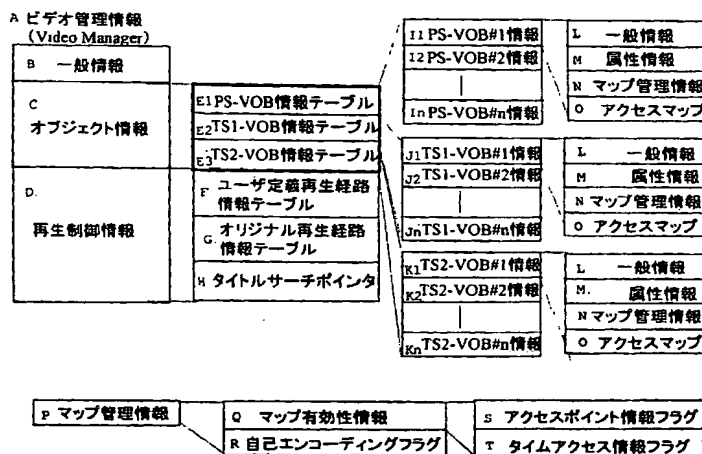 A ビデオ管理情報
(Video Manager)
B 一般情報
C
オブジェクト情報
D.
再生制御情報
E1 PS-VOB情報テーブル
E2 TS1-VOB情報テーブル
E3 TS2-VOB情報テーブル
F ユーザ定義再生経路
情報テーブル
G. オリジナル再生経路
情報テーブル
H タイトルサーチポインタ
I1 PS-VOB#1情報
I2 PS-VOB#2情報
In PS-VOB#n情報
L 一般情報
M 属性情報
N マップ管理情報
O アクセスマップ
J1 TS1-VOB#1情報
J2 TS1-VOB#2情報
Jn TS1-VOB#n情報
L 一般情報
M 属性情報
N マップ管理情報
O アクセスマップ
K1 TS2-VOB#1情報
K2 TS2-VOB#2情報
Kn TS2-VOB#n情報
L 一般情報
M. 属性情報
N マップ管理情報
O アクセスマップ
P マップ管理情報
Q マップ有効性情報
R 自己エンコーディングフラグ
S アクセスポイント情報フラグ
T タイムアクセス情報フラグ